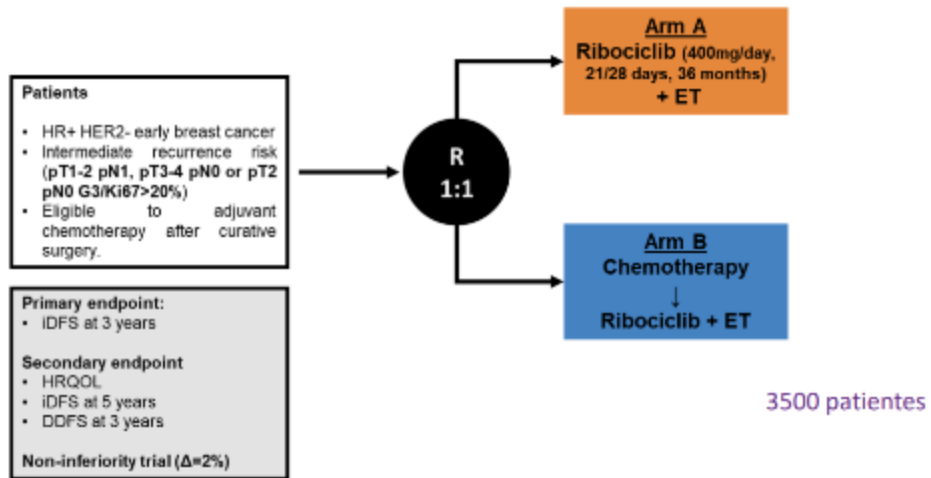 Patients
• HR+ HER2- early breast cancer
• Intermediate recurrence risk
(pT1-2 pN1, pT3-4 pN0 or pT2
pN0 G3/Ki67>20%)
• Eligible to adjuvant
chemotherapy after curative
surgery.
Primary endpoint:
• iDFS at 3 years
Secondary endpoint
• HRQOL
• iDFS at 5 years
• DDFS at 3 years
Non-inferiority trial (Δ=2%)
R
1:1
Arm A
Ribociclib (400mg/day,
21/28 days, 36 months)
+ ET
Arm B
Chemotherapy
↓
Ribociclib + ET
3500 patientes